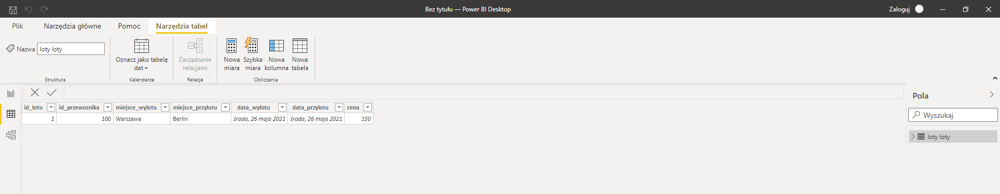 Bez tytułu — Power BI Desktop
Zaloguj
Plik Narzędzia główne Pomoc Narzędzia tabel
Nazwa loty loty
Struktura
Oznacz jako tabelę
dat
Kalendarze
Zarządzanie
relacjami
Relacje
Nowa
miara
Szybka
miara
Nowa
kolumna
Nowa
tabela
Obliczenia
id_lotu id_przewoznika miejsce_wylotu miejsce_przylotu data_wylotu data_przylotu cena
1 100 Warszawa Berlin środa, 26 maja 2021 środa, 26 maja 2021 150
Pola
Wyszukaj
loty loty